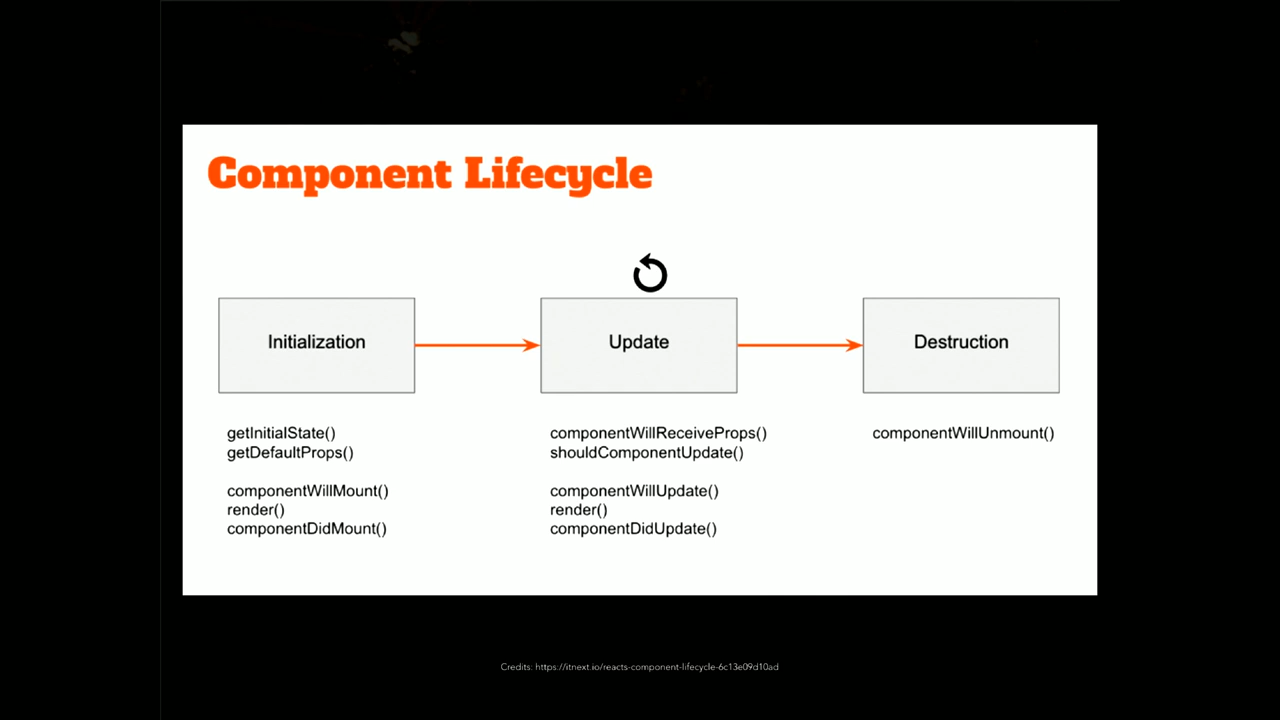 Component Lifecycle
Initialization
Update
Destruction
getInitialState()
getDefaultProps()
componentWillMount()
render()
componentDidMount()
componentWillReceiveProps()
shouldComponentUpdate()
componentWillUpdate()
render()
componentDidUpdate()
componentWillUnmount()
Credits: https://itnext.io/reacts-component-lifecycle-6c13e09d10ad